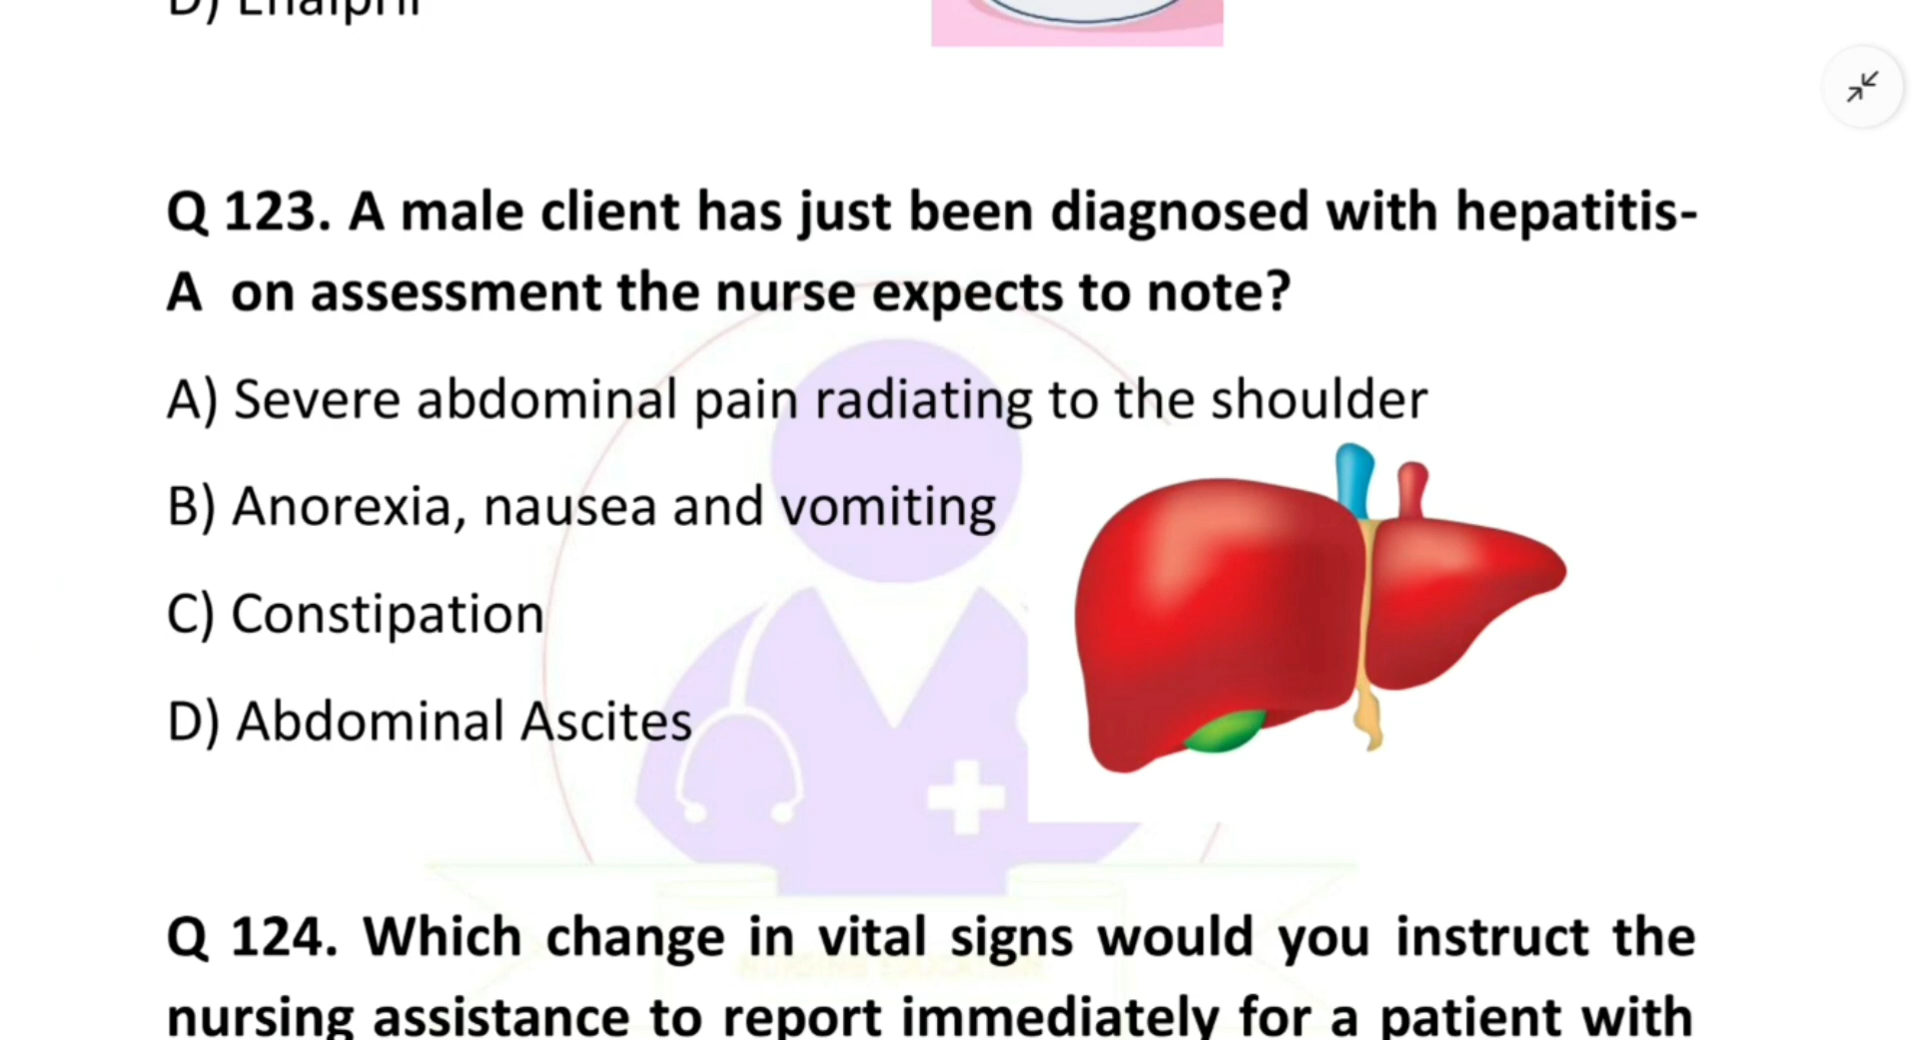 D) Enalpril
Q 123. A male client has just been diagnosed with hepatitis-
A on assessment the nurse expects to note?
A) Severe abdominal pain radiating to the shoulder
B) Anorexia, nausea and vomiting
C) Constipation
D) Abdominal Ascites
Q 124. Which change in vital signs would you instruct the
nursing assistance to report immediately for a patient with